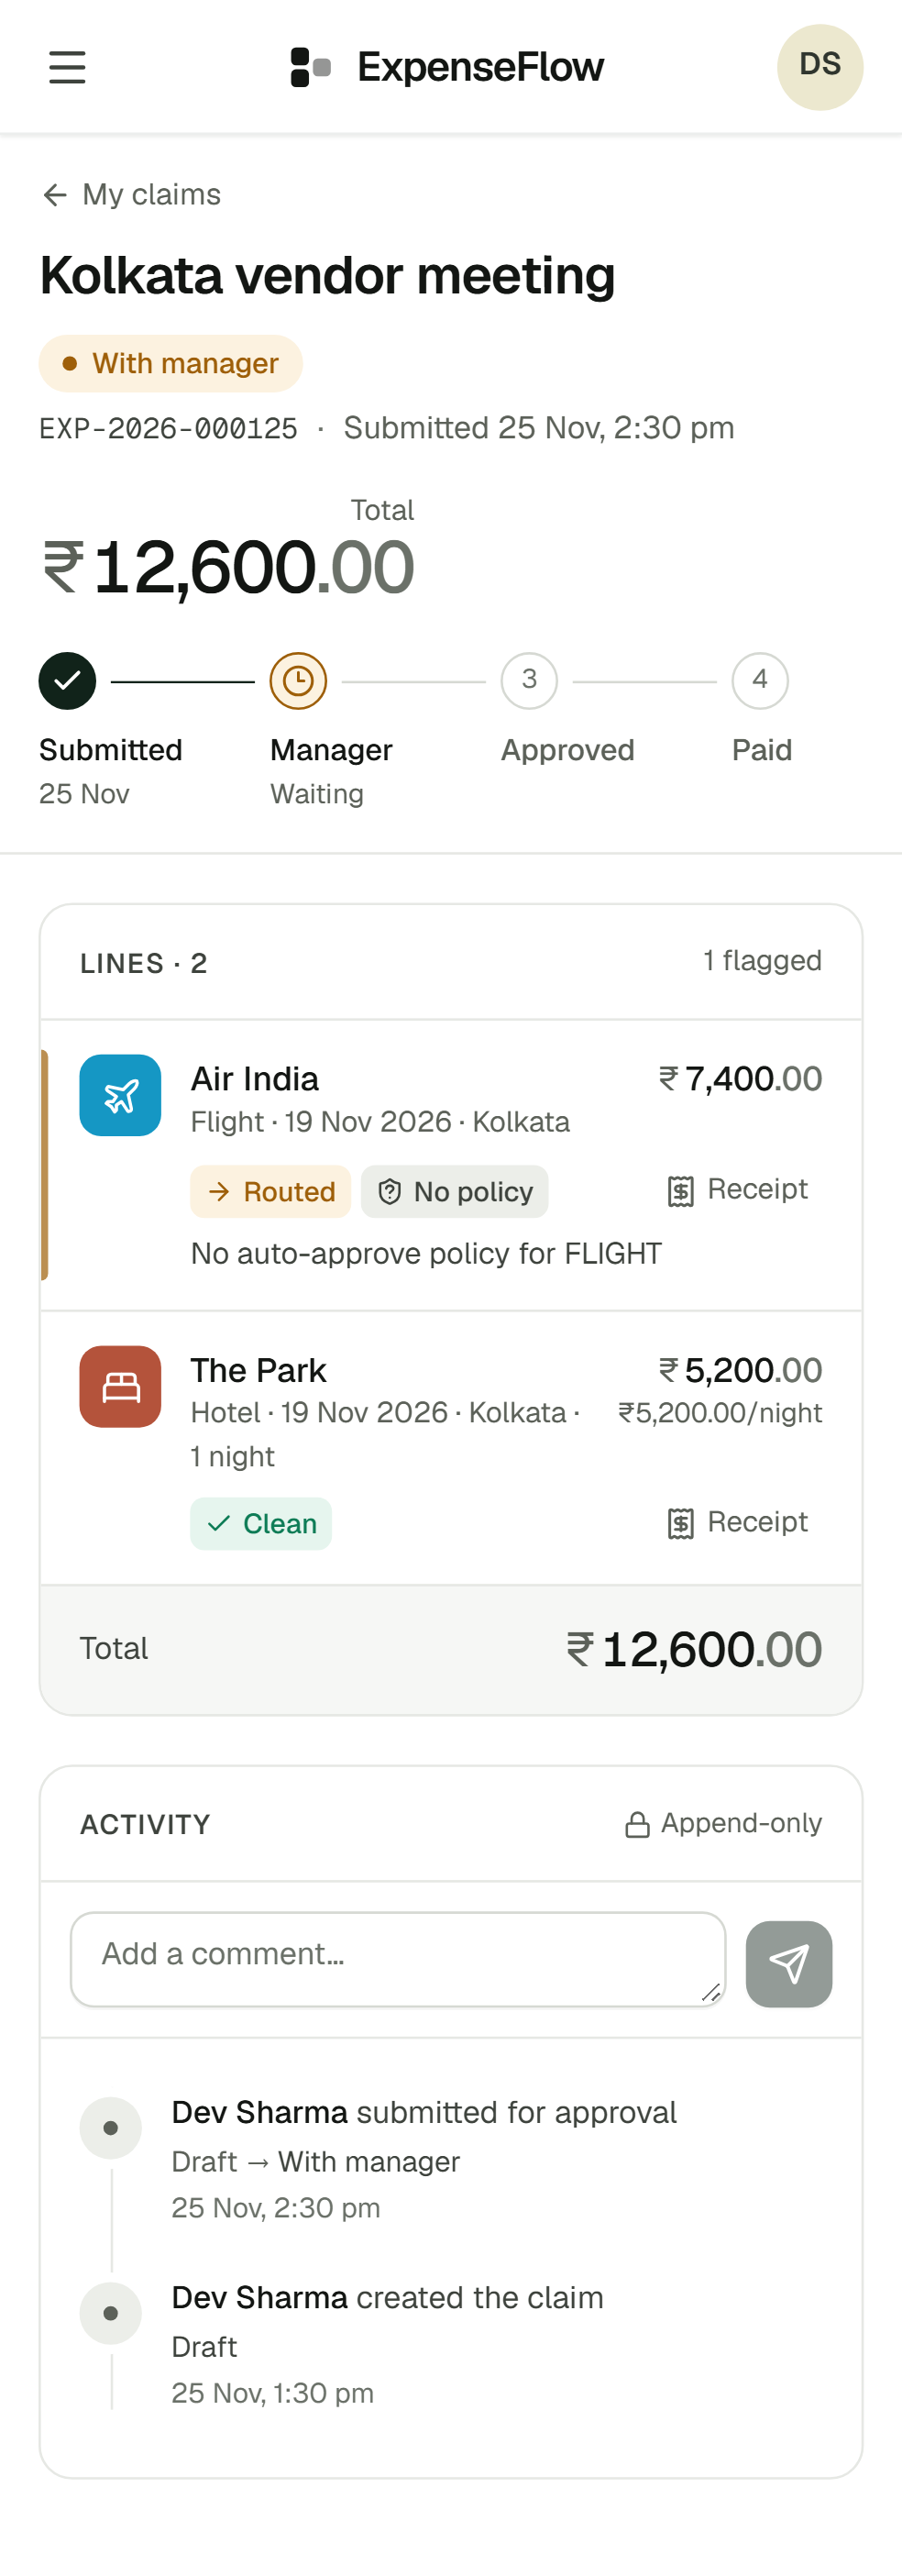 ExpenseFlow
DS
← My claims
Kolkata vendor meeting
With manager
EXP-2026-000125 · Submitted 25 Nov, 2:30 pm
Total
₹12,600.00
3
4
Submitted
Manager
Approved
Paid
25 Nov
Waiting
LINES · 2
1 flagged
Air India
₹7,400.00
Flight · 19 Nov 2026 · Kolkata
→ Routed
No policy
Receipt
No auto-approve policy for FLIGHT
The Park
₹5,200.00
Hotel · 19 Nov 2026 · Kolkata ·
₹5,200.00/night
1 night
Clean
Receipt
Total
₹12,600.00
ACTIVITY
Append-only
Add a comment...
Dev Sharma submitted for approval
Draft → With manager
25 Nov, 2:30 pm
Dev Sharma created the claim
Draft
25 Nov, 1:30 pm